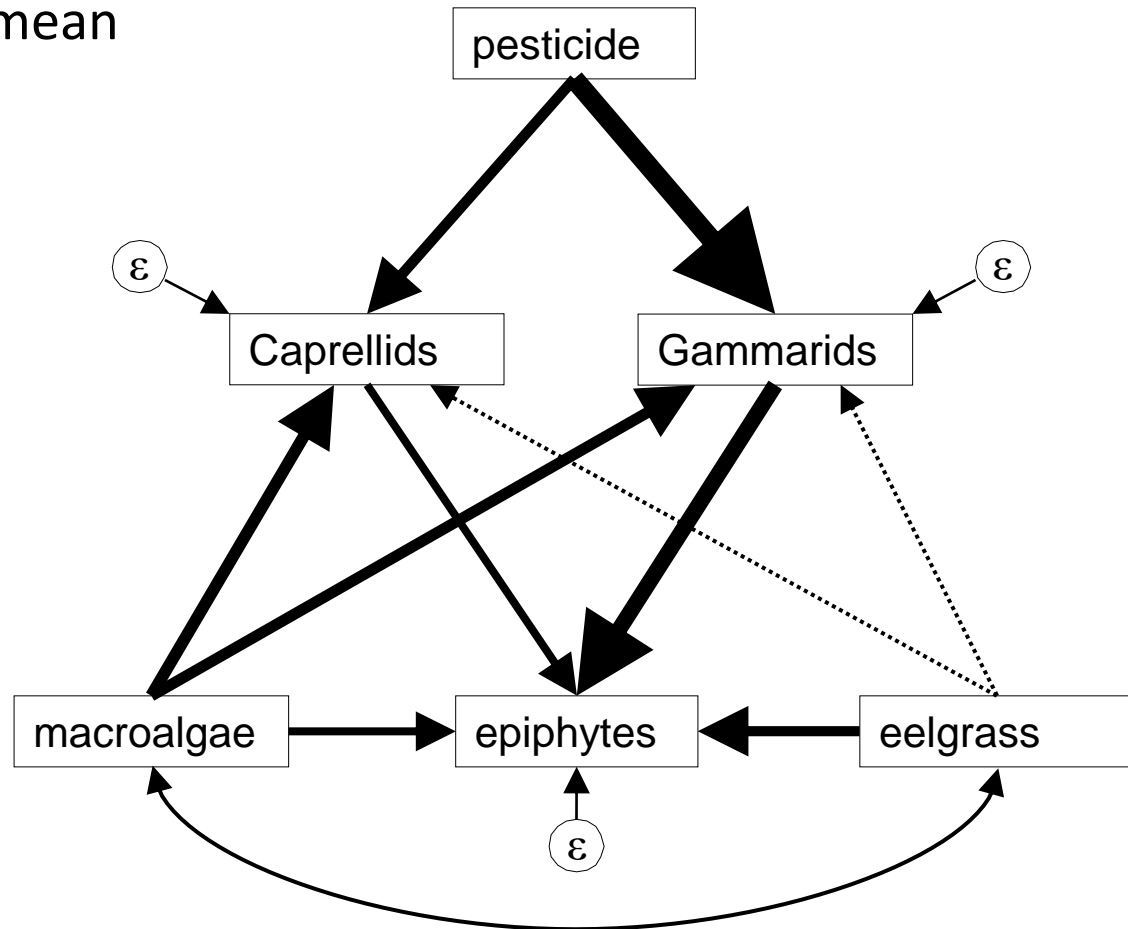 mean
pesticide
ε
ε
Caprellids
Gammarids
macroalgae
epiphytes
eelgrass
ε